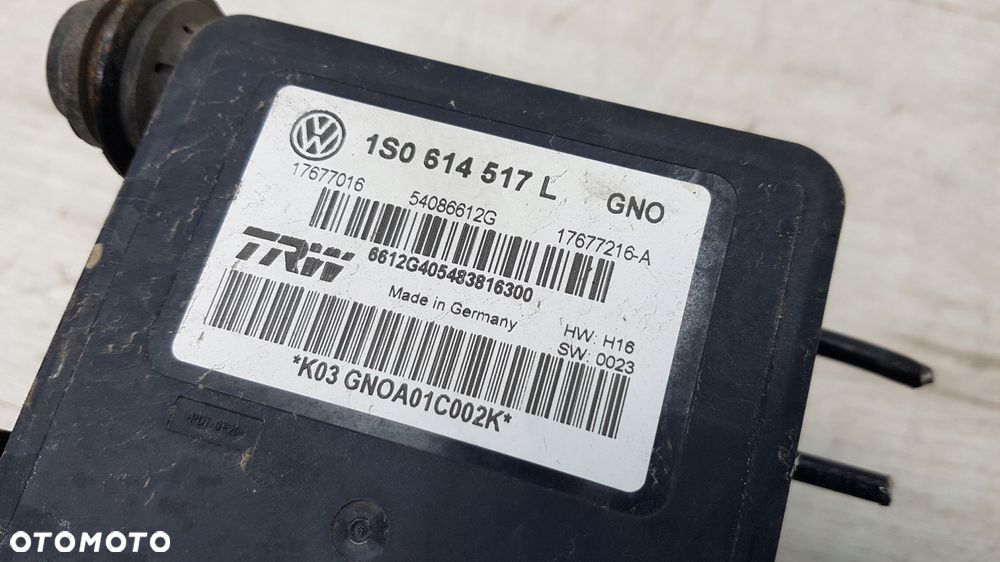 1S0 614 517 L GNO
17677016 54086612G 17677216-A
TRW 6612G405483816300
Made in Germany HW: H16
SW: 0023
*K03 GNOA01C002K*
OTOMOTO